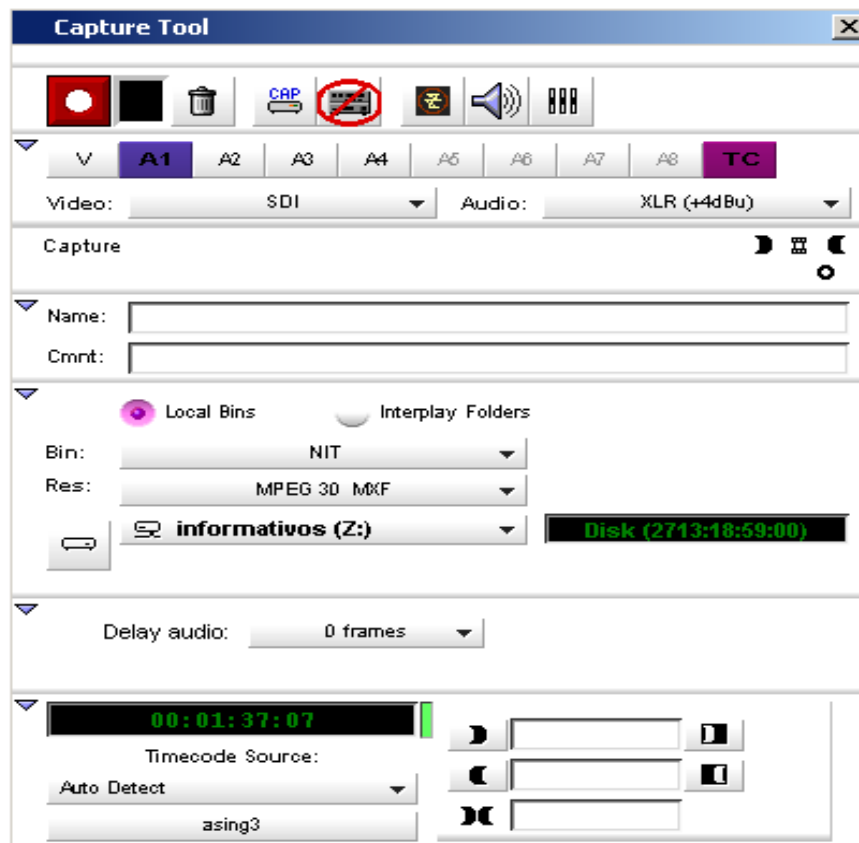 Capture Tool
CAP
V A1 A2 A3 A4 A5 A6 A7 A8 TC
Video: SDI Audio: XLR (+4dBu)
Capture
Name:
Cmnt:
Local Bins Interplay Folders
Bin: NIT
Res: MPEG 30 MXF
informativos (Z:) Disk (2713:18:59:00)
Delay audio: 0 frames
00:01:37:07
Timecode Source:
Auto Detect
asing3